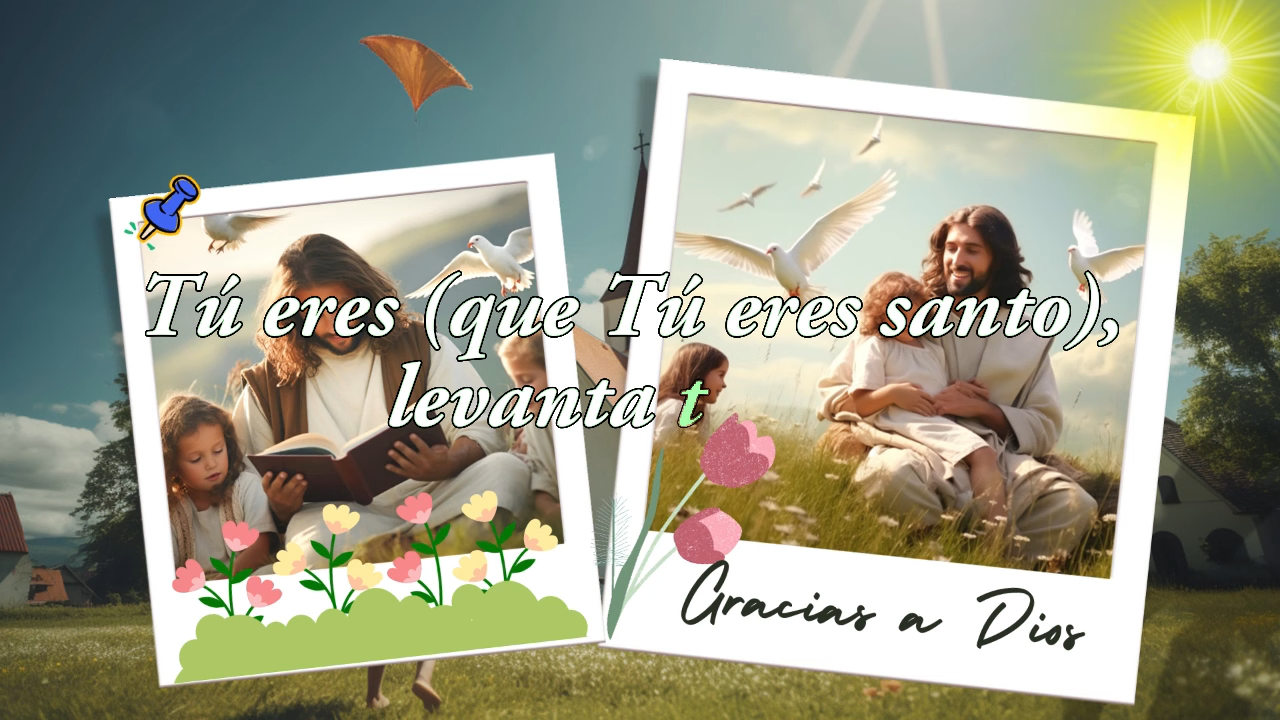 Tú eres (que Tú eres santo),
levanta t
Gracias a Dios